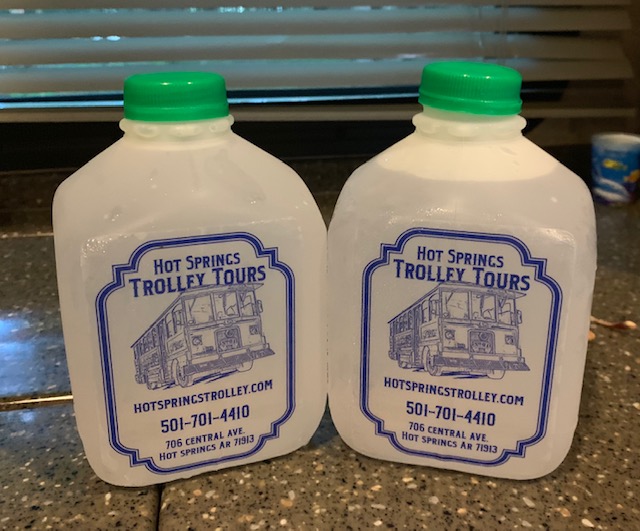 Hot Springs
Trolley Tours
hotspringstrolley.com
501-701-4410
706 Central Ave.
Hot Springs AR 71913
Hot Springs
Trolley Tours
hotspringstrolley.com
501-701-4410
706 Central Ave.
Hot Springs AR 71913